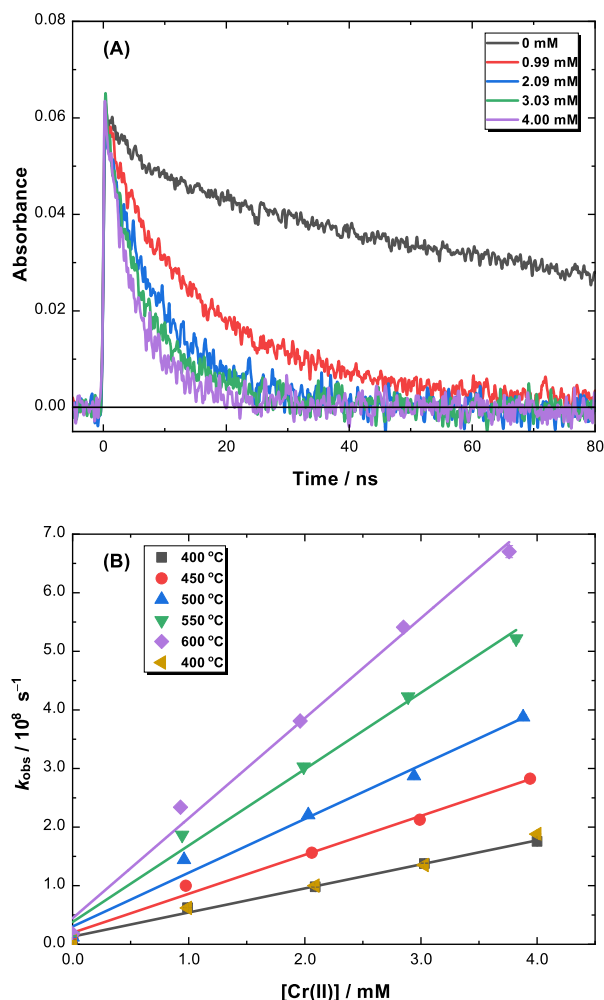 0.08
(A)
0 mM
0.99 mM
2.09 mM
3.03 mM
4.00 mM
0.06
0.04
0.02
0.00
Absorbance
0 20 40 60 80
Time / ns
7.0
(B)
400 °C
450 °C
500 °C
550 °C
600 °C
400°C
6.0
5.0
4.0
3.0
2.0
1.0
0.0
kobs / 10⁸ s⁻¹
0.0 1.0 2.0 3.0 4.0
[Cr(II)] / mM